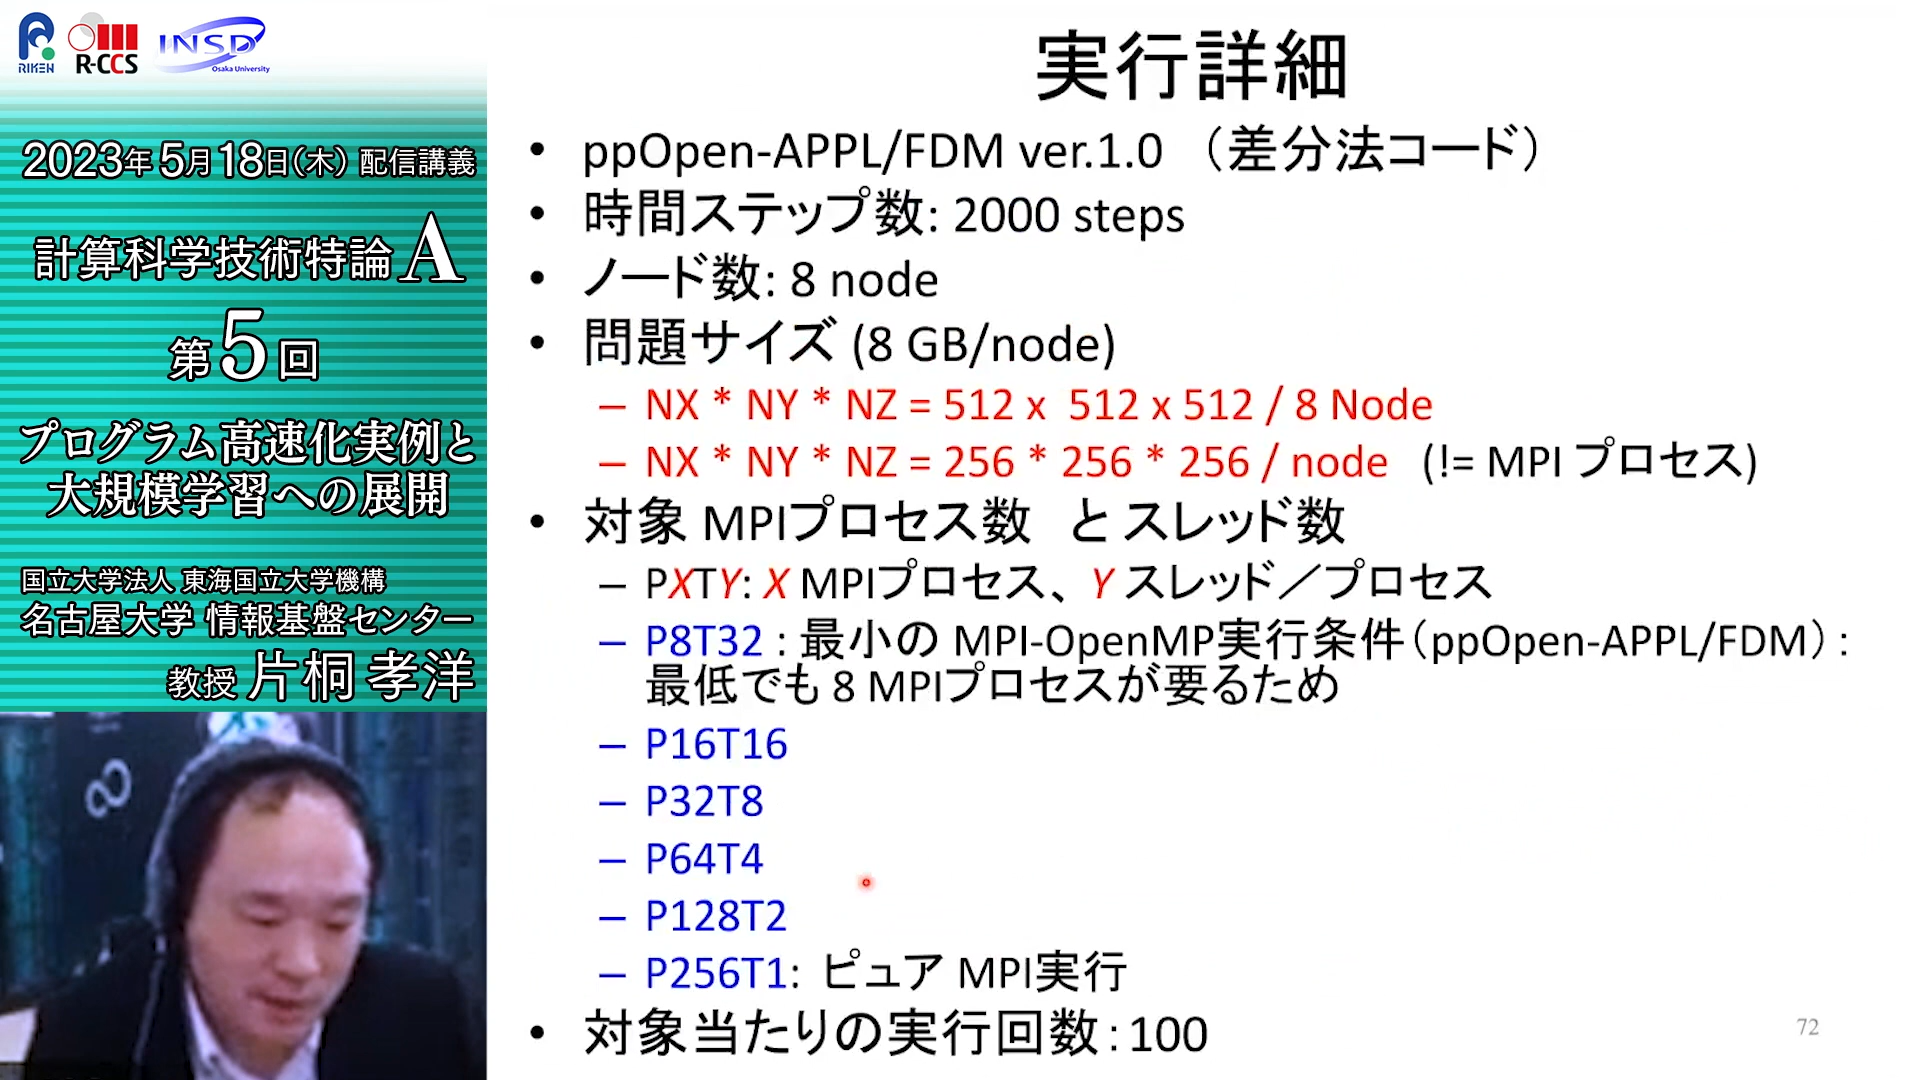 RIKEN
R-CCS
INSD
Osaka University
2023年5月18日(木) 配信講義
計算科学技術特論A
第5回
プログラム高速化実例と
大規模学習への展開
国立大学法人 東海国立大学機構
名古屋大学 情報基盤センター
教授 片桐 孝洋
実行詳細
• ppOpen-APPL/FDM ver.1.0 （差分法コード）
• 時間ステップ数: 2000 steps
• ノード数: 8 node
• 問題サイズ (8 GB/node)
– NX * NY * NZ = 512 x 512 x 512 / 8 Node
– NX * NY * NZ = 256 * 256 * 256 / node (!= MPI プロセス)
• 対象 MPIプロセス数 と スレッド数
– PXTY: X MPIプロセス、Y スレッド／プロセス
– P8T32 : 最小の MPI-OpenMP実行条件（ppOpen-APPL/FDM）:
最低でも 8 MPIプロセスが要るため
– P16T16
– P32T8
– P64T4
– P128T2
– P256T1: ピュア MPI実行
• 対象当たりの実行回数：100
72